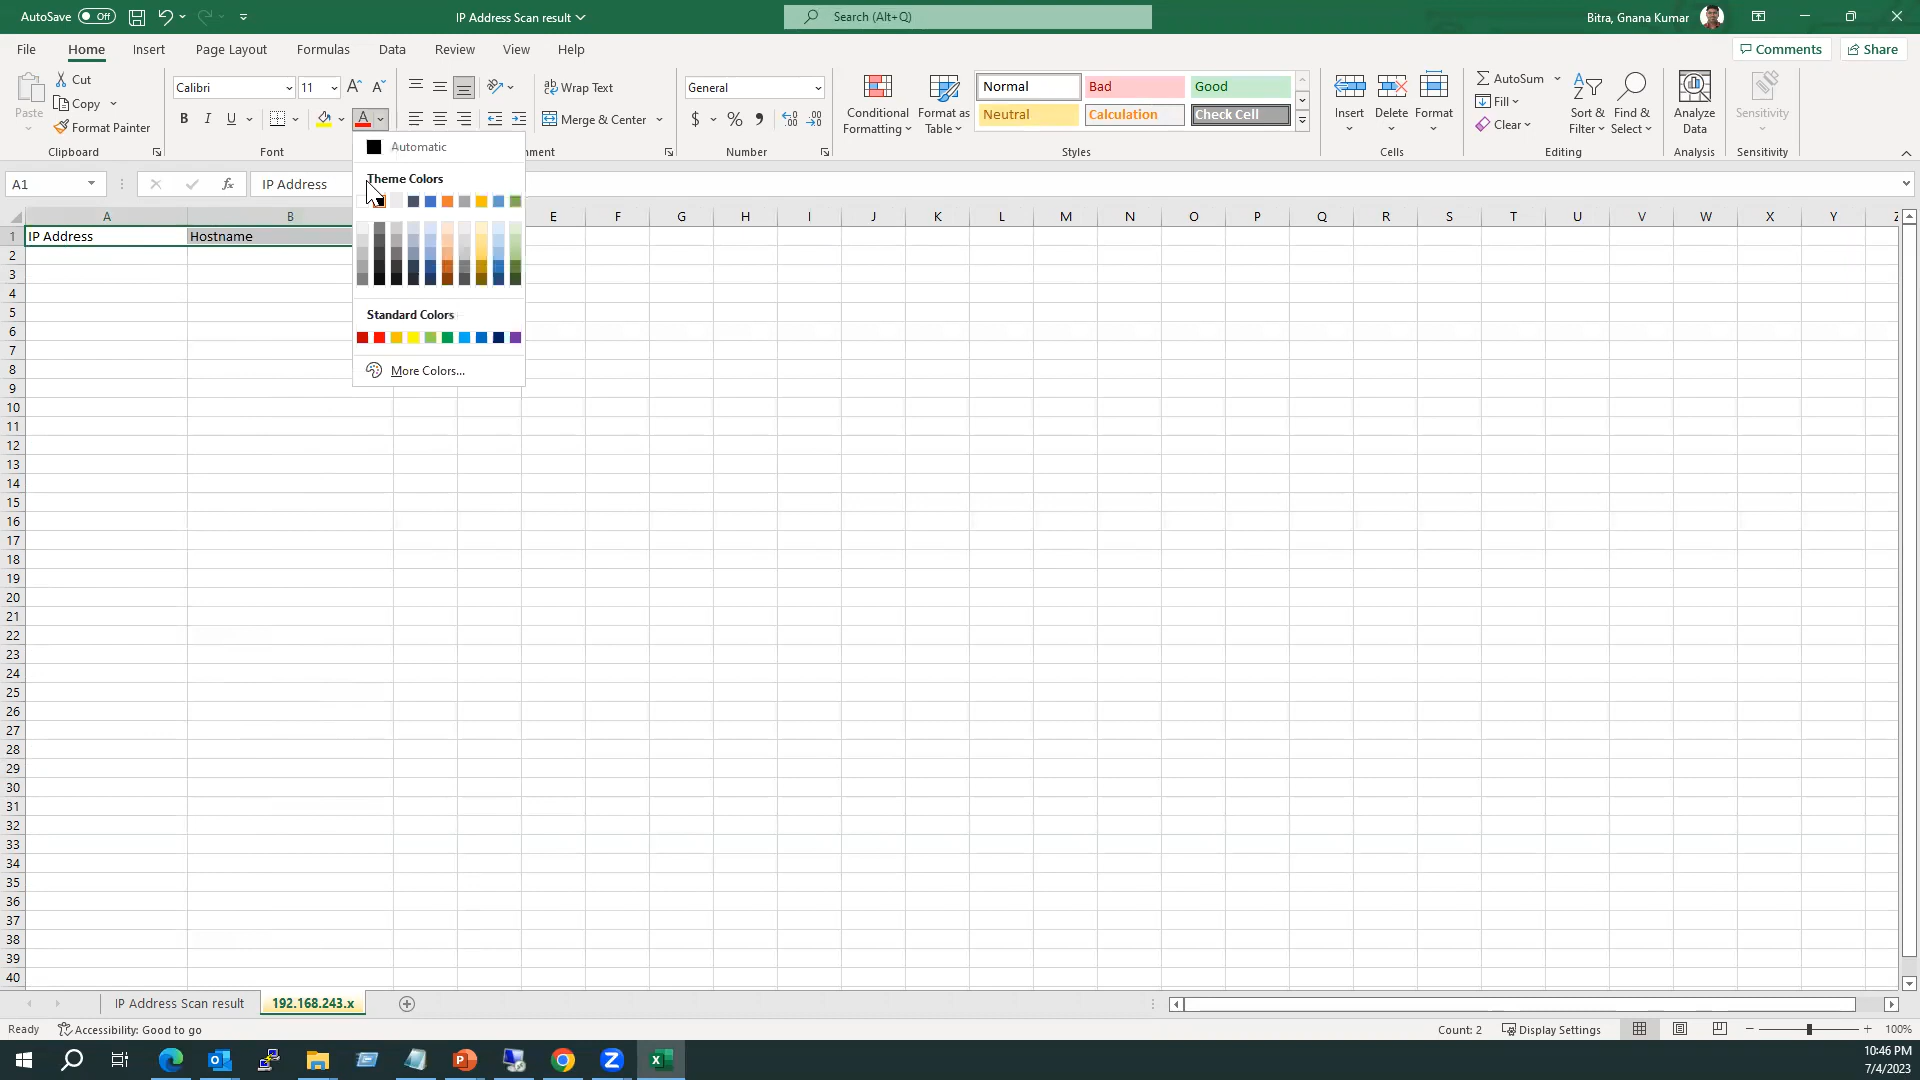 AutoSave Off IP Address Scan result Search (Alt+Q) Bitra, Gnana Kumar
File Home Insert Page Layout Formulas Data Review View Help Comments Share
Paste Cut Copy Format Painter Clipboard
Calibri 11 B I U A Font
Wrap Text Merge & Center nment
General $ % Number
Conditional Formatting Format as Table Normal Bad Good Neutral Calculation Check Cell Styles
Insert Delete Format Cells
AutoSum Fill Clear Sort & Filter Find & Select Editing
Analyze Data Analysis
Sensitivity Sensitivity
Automatic
Theme Colors
Standard Colors
More Colors...
A1 fx IP Address
A B E F G H I J K L M N O P Q R S T U V W X Y Z
1 IP Address Hostname
2
3
4
5
6
7
8
9
10
11
12
13
14
15
16
17
18
19
20
21
22
23
24
25
26
27
28
29
30
31
32
33
34
35
36
37
38
39
40
IP Address Scan result 192.168.243.x
Ready Accessibility: Good to go Count: 2 Display Settings 100%
10:46 PM
7/4/2023